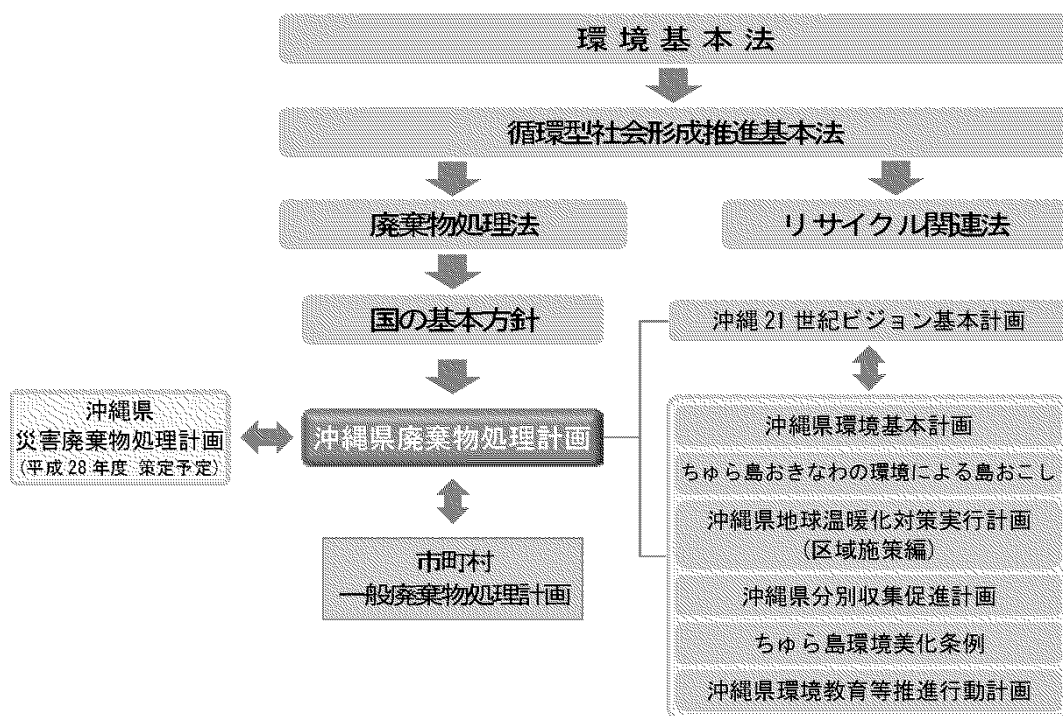 環境基本法
循環型社会形成推進基本法
廃棄物処理法
リサイクル関連法
国の基本方針
沖縄21世紀ビジョン基本計画
沖縄県
災害廃棄物処理計画
(平成28年度 策定予定)
沖縄県廃棄物処理計画
市町村
一般廃棄物処理計画
沖縄県環境基本計画
ちゅら島おきなわの環境による島おこし
沖縄県地球温暖化対策実行計画
(区域施策編)
沖縄県分別収集促進計画
ちゅら島環境美化条例
沖縄県環境教育等推進行動計画